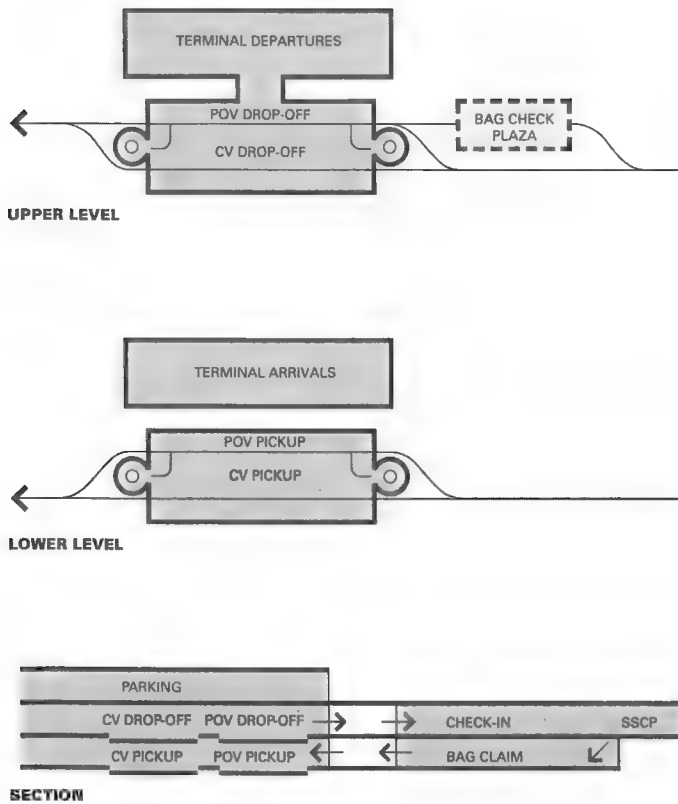 TERMINAL DEPARTURES
POV DROP-OFF
CV DROP-OFF
BAG CHECK
PLAZA
UPPER LEVEL
TERMINAL ARRIVALS
POV PICKUP
CV PICKUP
LOWER LEVEL
PARKING
CV DROP-OFF POV DROP-OFF CHECK-IN SSCP
CV PICKUP POV PICKUP BAG CLAIM
SECTION